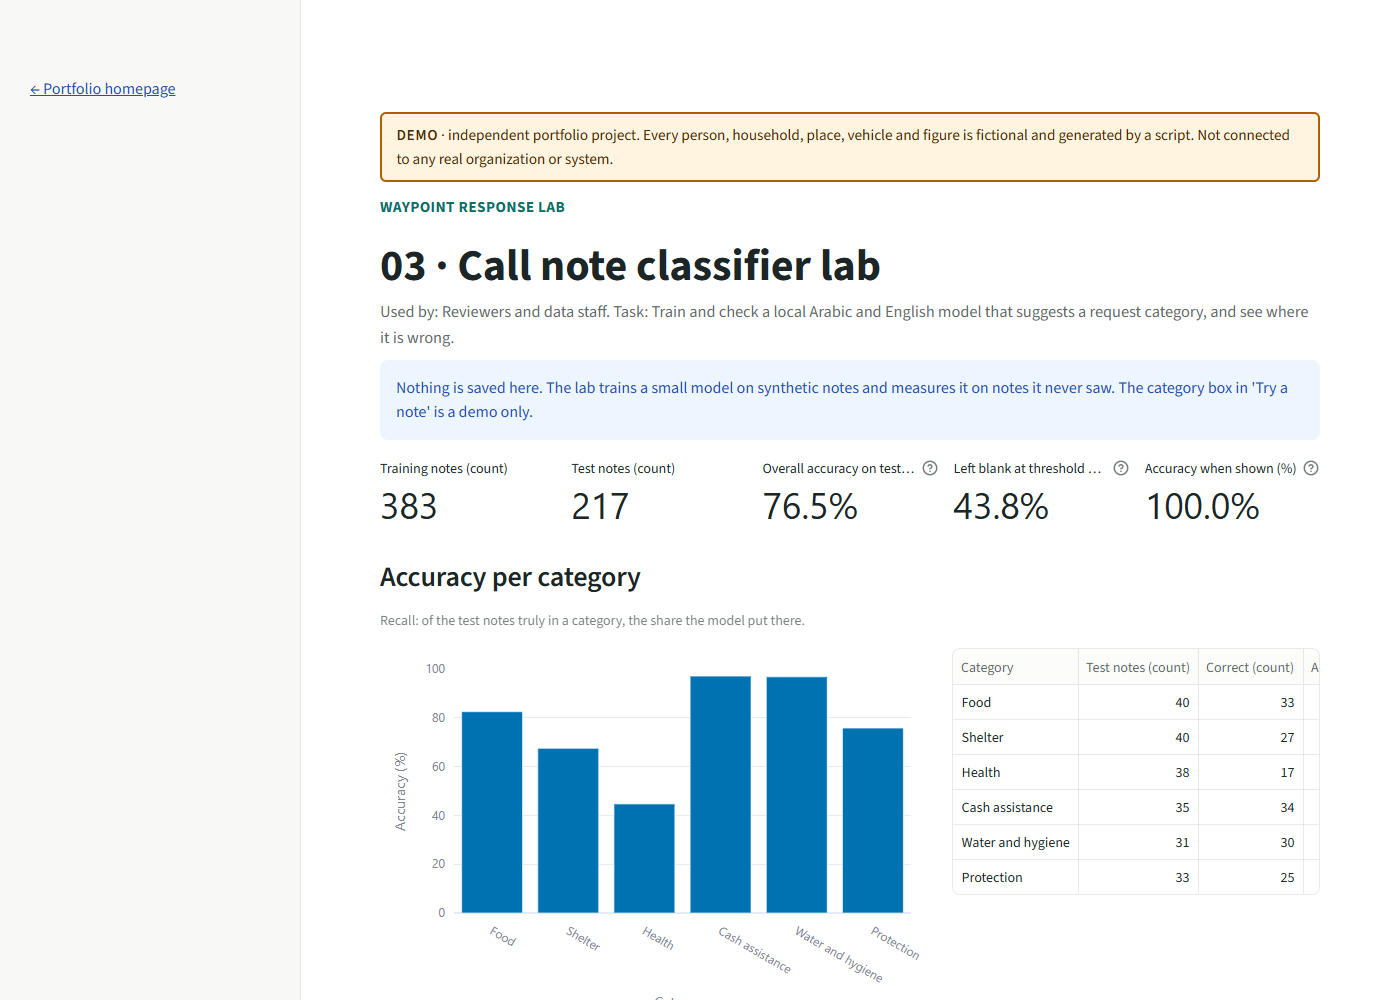 ← Portfolio homepage
DEMO · independent portfolio project. Every person, household, place, vehicle and figure is fictional and generated by a script. Not connected
to any real organization or system.
WAYPOINT RESPONSE LAB
03 · Call note classifier lab
Used by: Reviewers and data staff. Task: Train and check a local Arabic and English model that suggests a request category, and see where
it is wrong.
Nothing is saved here. The lab trains a small model on synthetic notes and measures it on notes it never saw. The category box in 'Try a
note' is a demo only.
Training notes (count)
383
Test notes (count)
217
Overall accuracy on test...
76.5%
Left blank at threshold ...
43.8%
Accuracy when shown (%)
100.0%
Accuracy per category
Recall: of the test notes truly in a category, the share the model put there.
Accuracy (%)
100
80
60
40
20
0
Food
Shelter
Health
Cash assistance
Water and hygiene
Protection
Category Test notes (count) Correct (count) A
Food 40 33
Shelter 40 27
Health 38 17
Cash assistance 35 34
Water and hygiene 31 30
Protection 33 25